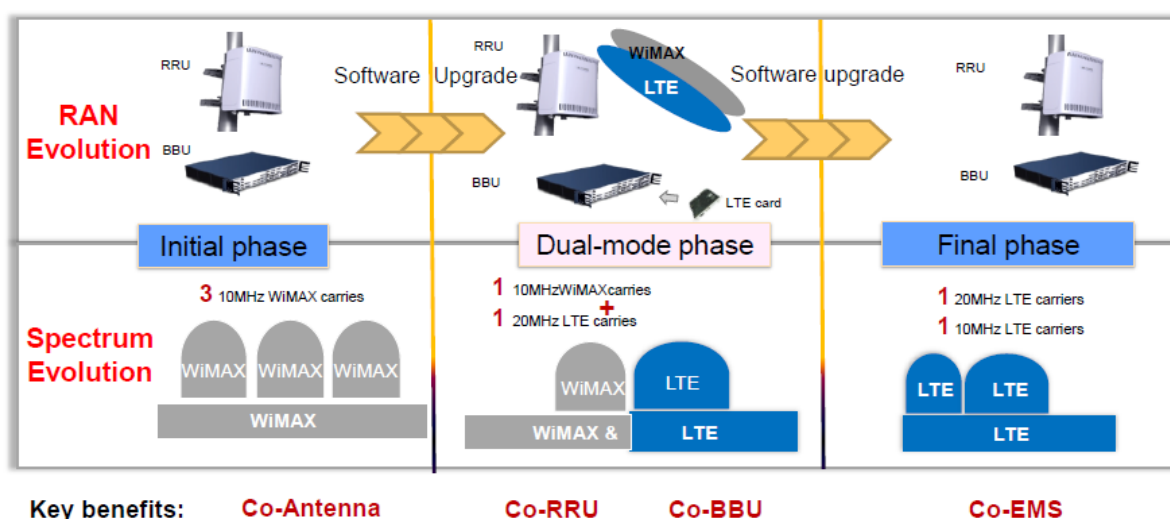 RRU
BBU
RAN
Evolution
Software
Upgrade
RRU
BBU
WiMAX
LTE
LTE card
Software upgrade
RRU
BBU
Initial phase
Dual-mode phase
Final phase
Spectrum
Evolution
3 10MHz WiMAX carries
WiMAX WiMAX WiMAX
WiMAX
1 10MHzWiMAXcarries
+
1 20MHz LTE carries
WiMAX LTE
WiMAX & LTE
1 20MHz LTE carriers
1 10MHz LTE carriers
LTE LTE
LTE
Key benefits: Co-Antenna Co-RRU Co-BBU Co-EMS